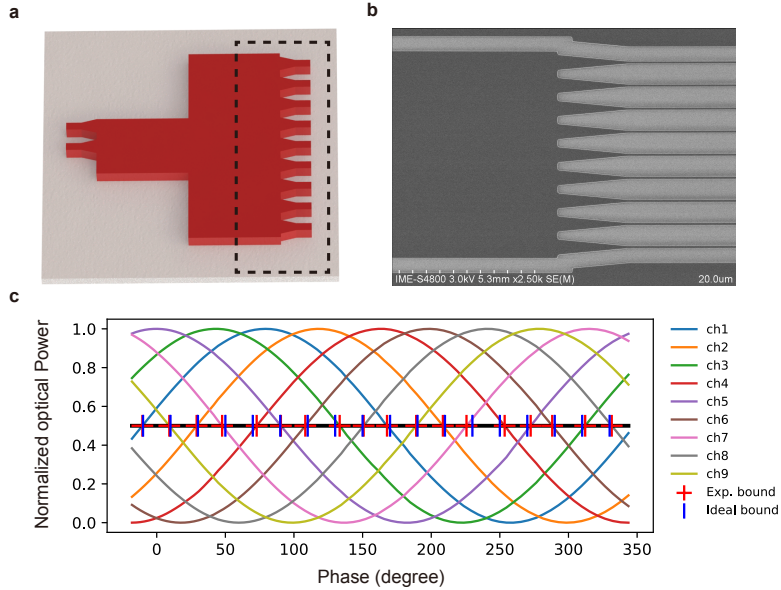 a
b
IME-S4800 3.0kV 5.3mm x2.50k SE(M)
20.0um
c
Normalized optical Power
1.0
0.8
0.6
0.4
0.2
0.0
0
50
100
150
200
250
300
350
Phase (degree)
ch1
ch2
ch3
ch4
ch5
ch6
ch7
ch8
ch9
Exp. bound
Ideal bound